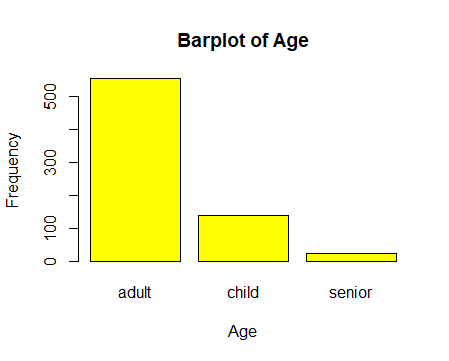 Barplot of Age
Frequency
500
300
100
0
adult child senior
Age